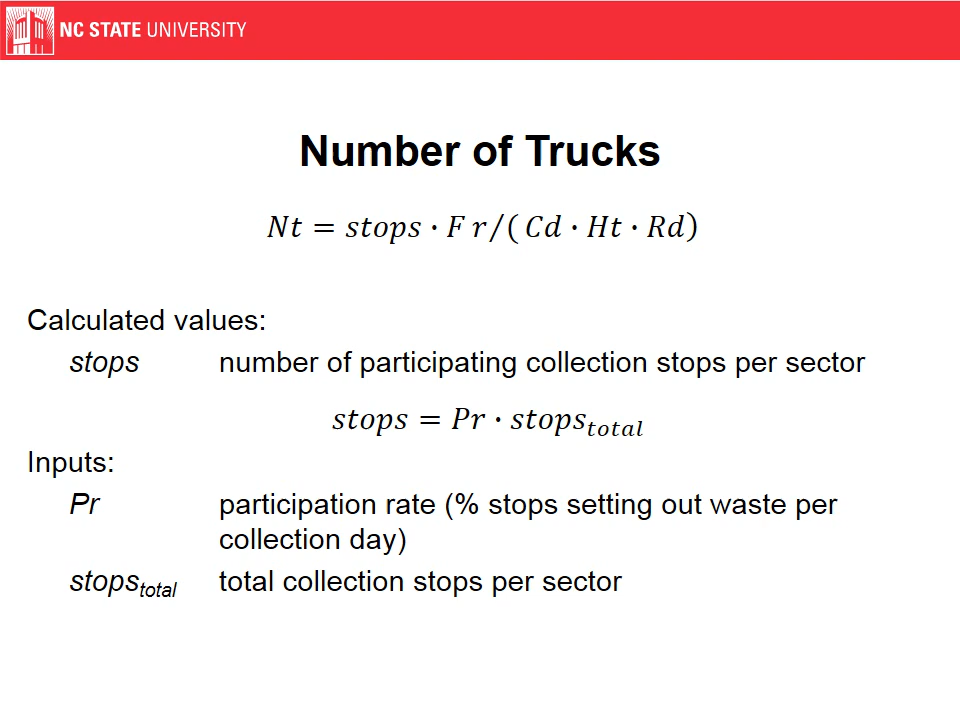 NC STATE UNIVERSITY
Number of Trucks
Nt = stops · F r/( Cd · Ht · Rd)
Calculated values:
stops number of participating collection stops per sector
stops = Pr · stops_total
Inputs:
Pr participation rate (% stops setting out waste per
collection day)
stops_total total collection stops per sector